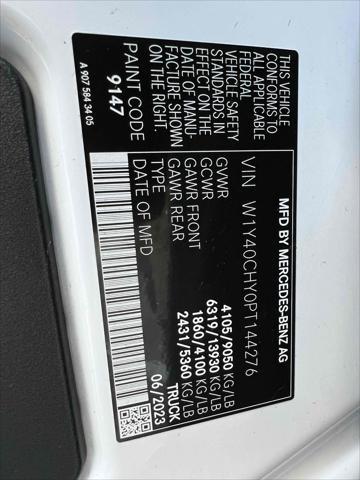 MFD BY MERCEDES-BENZ AG
VIN W1Y40CHY0PT144276
GVWR 4105/9050 KG/LB
GCWR 6319/13930 KG/LB
GAWR FRONT 1860/4100 KG/LB
GAWR REAR 2431/5360 KG/LB
TYPE TRUCK
DATE OF MFD 06/2023
THIS VEHICLE
CONFORMS TO
ALL APPLICABLE
VEHICLE SAFETY
STANDARDS IN
EFFECT ON THE
DATE OF MANU-
FACTURE SHOWN
ON THE RIGHT.
PAINT CODE
9147
A 907 584 34 05